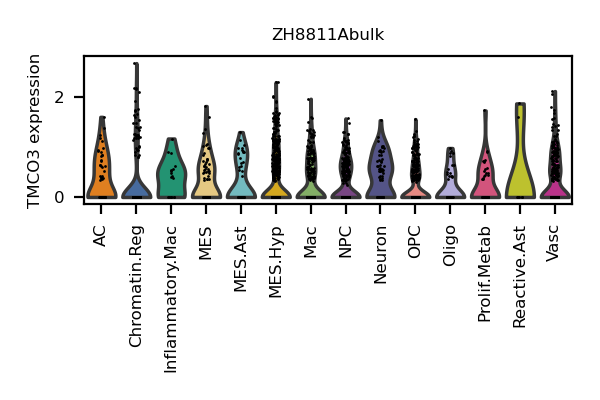 ZH8811Abulk
TMCO3 expression
2
0
AC
Chromatin.Reg
Inflammatory.Mac
MES
MES.Ast
MES.Hyp
Mac
NPC
Neuron
OPC
Oligo
Prolif.Metab
Reactive.Ast
Vasc